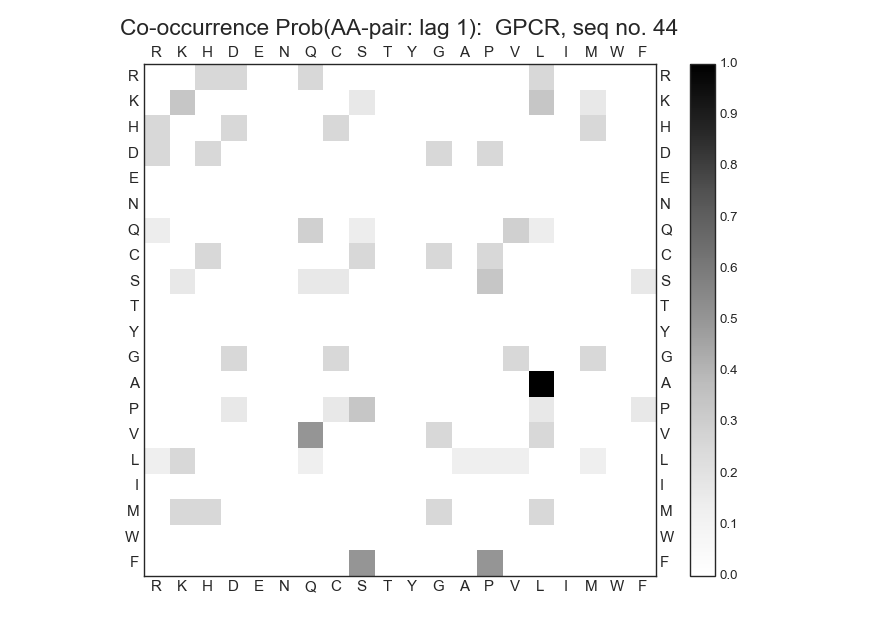 Co-occurrence Prob(AA-pair: lag 1):  GPCR, seq no. 44
R K H D E N Q C S T Y G A P V L I M W F
R R 1.0
K K 0.9
H H
D D 0.8
E E
N N 0.7
Q Q
C C 0.6
S S
T T 0.5
Y Y
G G 0.4
A A
P P 0.3
V V
L L 0.2
I I
M M 0.1
W W
F F 0.0
R K H D E N Q C S T Y G A P V L I M W F